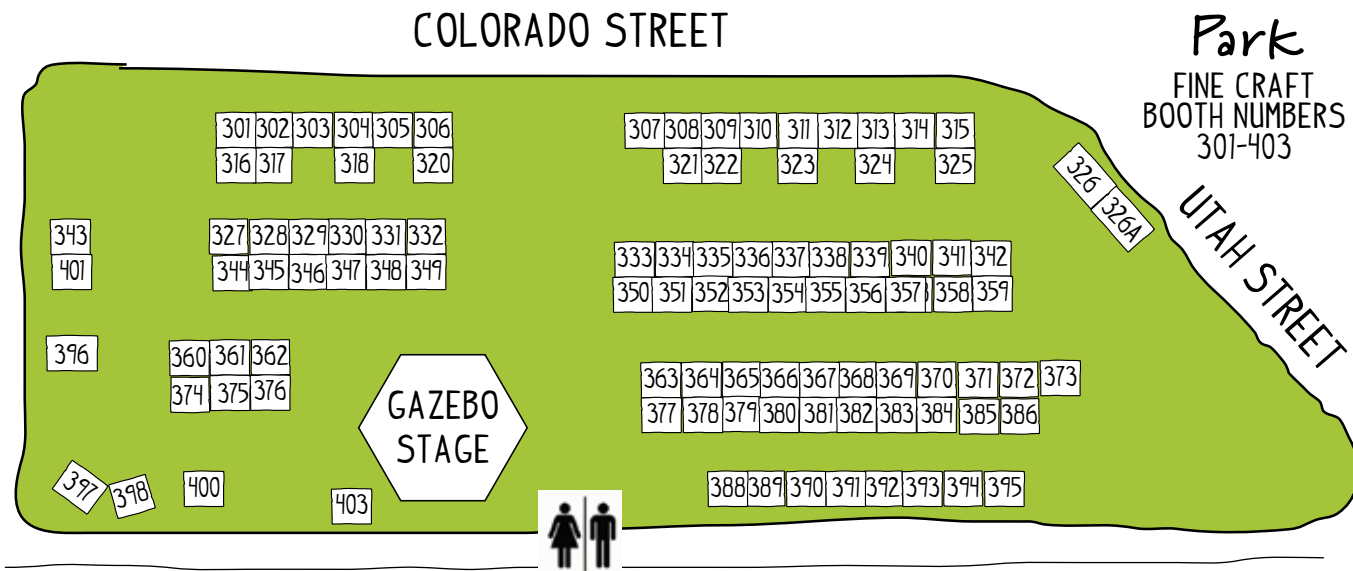 COLORADO STREET
Park
FINE CRAFT
BOOTH NUMBERS
301-403
UTAH STREET
301 302 303 304 305 306
307 308 309 310 311 312 313 314 315
316 317 318 320
321 322 323 324 325
326 326A
343
401
327 328 329 330 331 332
344 345 346 347 348 349
333 334 335 336 337 338 339 340 341 342
350 351 352 353 354 355 356 357 358 359
396
360 361 362
374 375 376
GAZEBO
STAGE
363 364 365 366 367 368 369 370 371 372 373
377 378 379 380 381 382 383 384 385 386
397 398 400 403
388 389 390 391 392 393 394 395